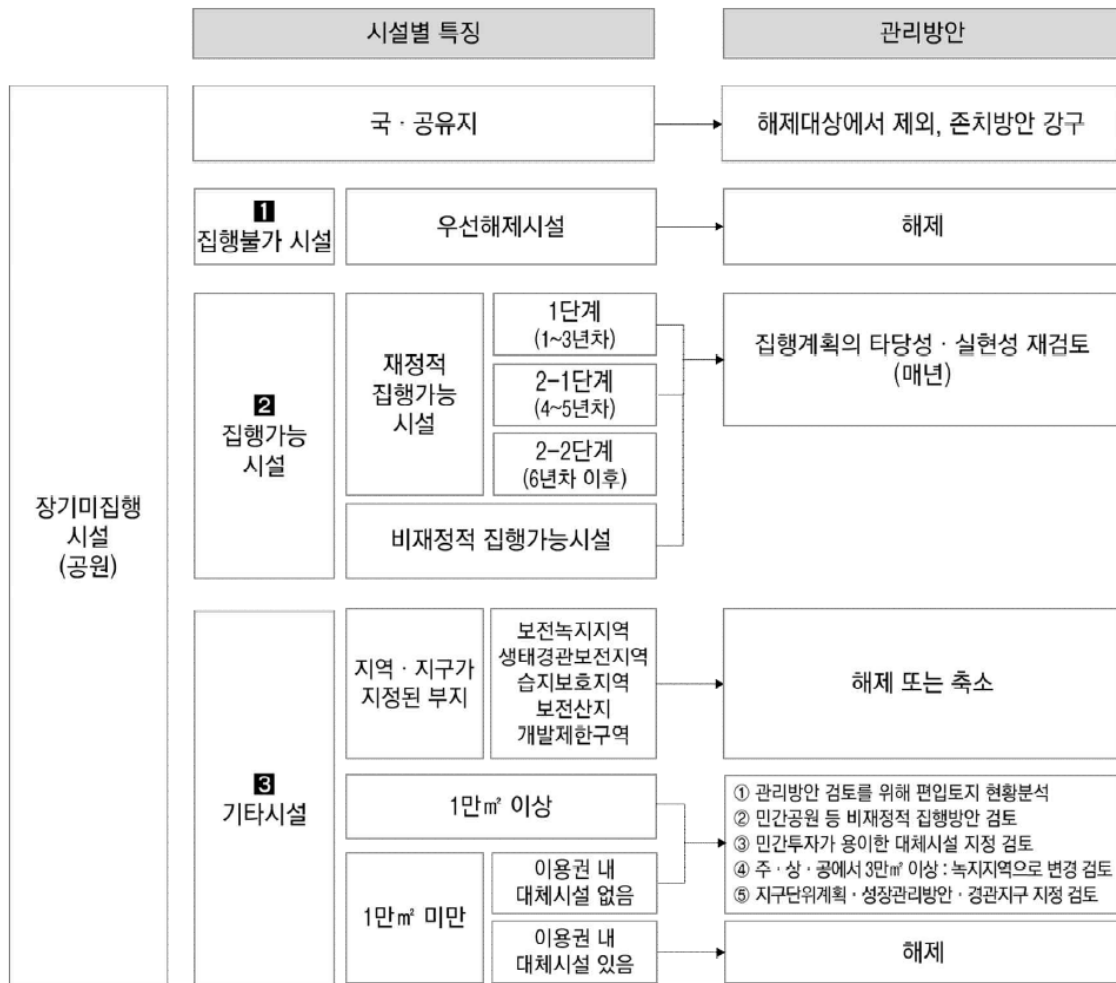 시설별 특징
관리방안
장기미집행
시설
(공원)
국 · 공유지
해제대상에서 제외, 존치방안 강구
1
집행불가 시설
우선해제시설
해제
2
집행가능
시설
재정적
집행가능
시설
1단계
(1~3년차)
2-1단계
(4~5년차)
2-2단계
(6년차 이후)
비재정적 집행가능시설
집행계획의 타당성 · 실현성 재검토
(매년)
3
기타시설
지역 · 지구가
지정된 부지
보전녹지지역
생태경관보전지역
습지보호지역
보전산지
개발제한구역
해제 또는 축소
1만㎡ 이상
1만㎡ 미만
이용권 내
대체시설 없음
① 관리방안 검토를 위해 편입토지 현황분석
② 민간공원 등 비재정적 집행방안 검토
③ 민간투자가 용이한 대체시설 지정 검토
④ 주 · 상 · 공에서 3만㎡ 이상 : 녹지지역으로 변경 검토
⑤ 지구단위계획 · 성장관리방안 · 경관지구 지정 검토
이용권 내
대체시설 있음
해제